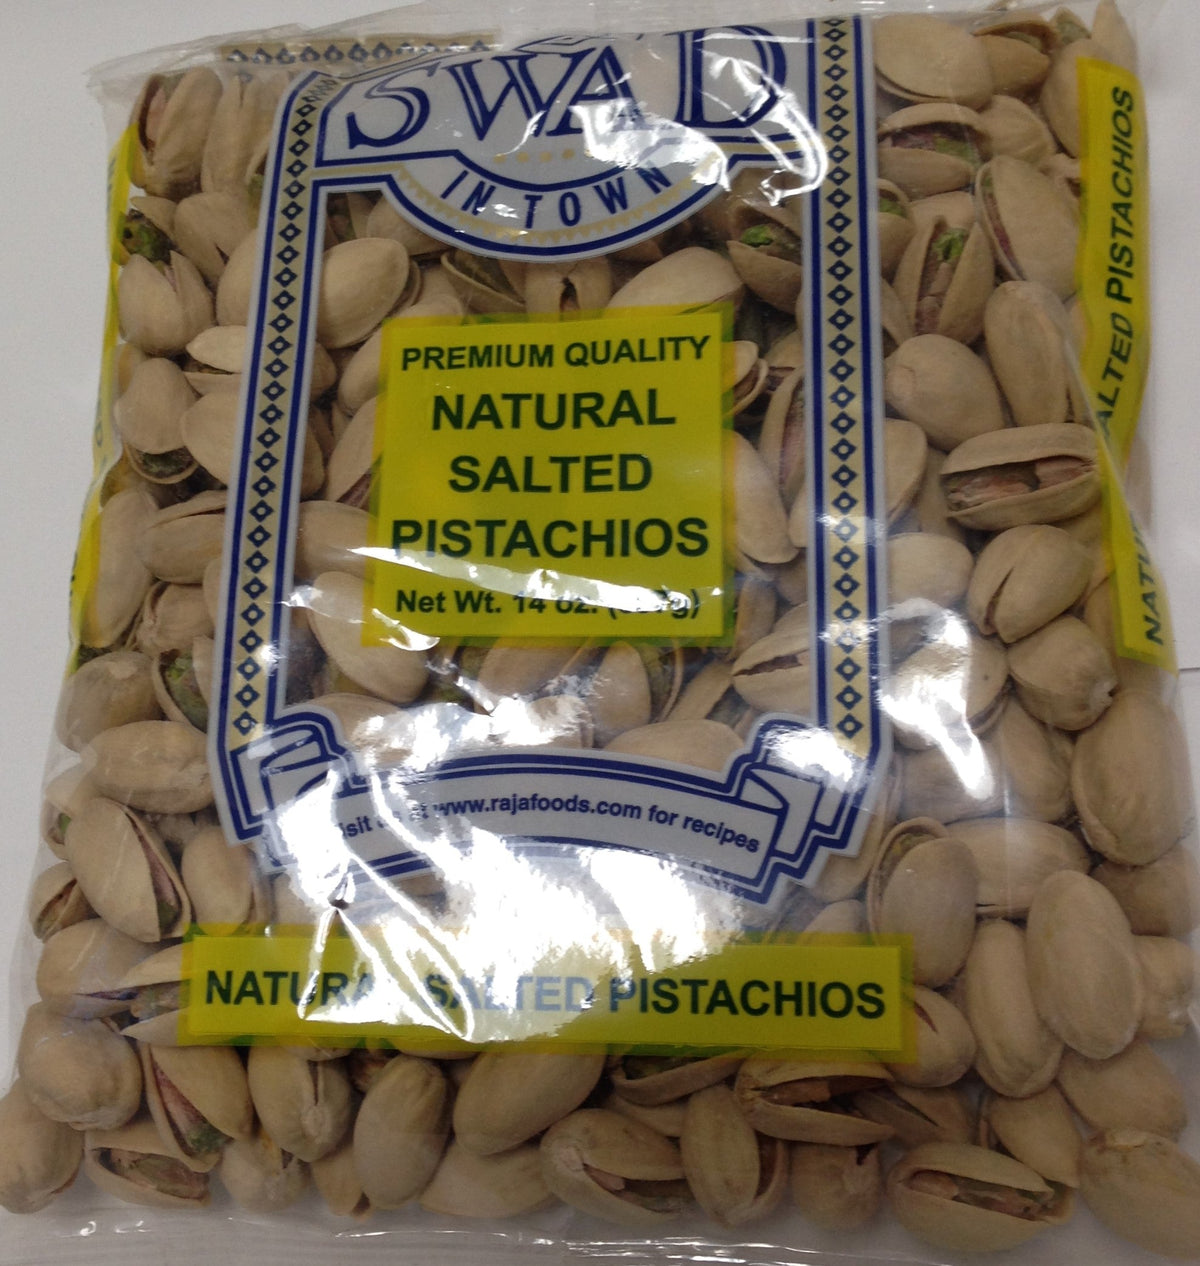 SWAD
IN TOWN
PREMIUM QUALITY
NATURAL
SALTED
PISTACHIOS
Net Wt. 14 oz.
at www.rajafoods.com for recipes
NATURAL SALTED PISTACHIOS
SALTED PISTACHIOS